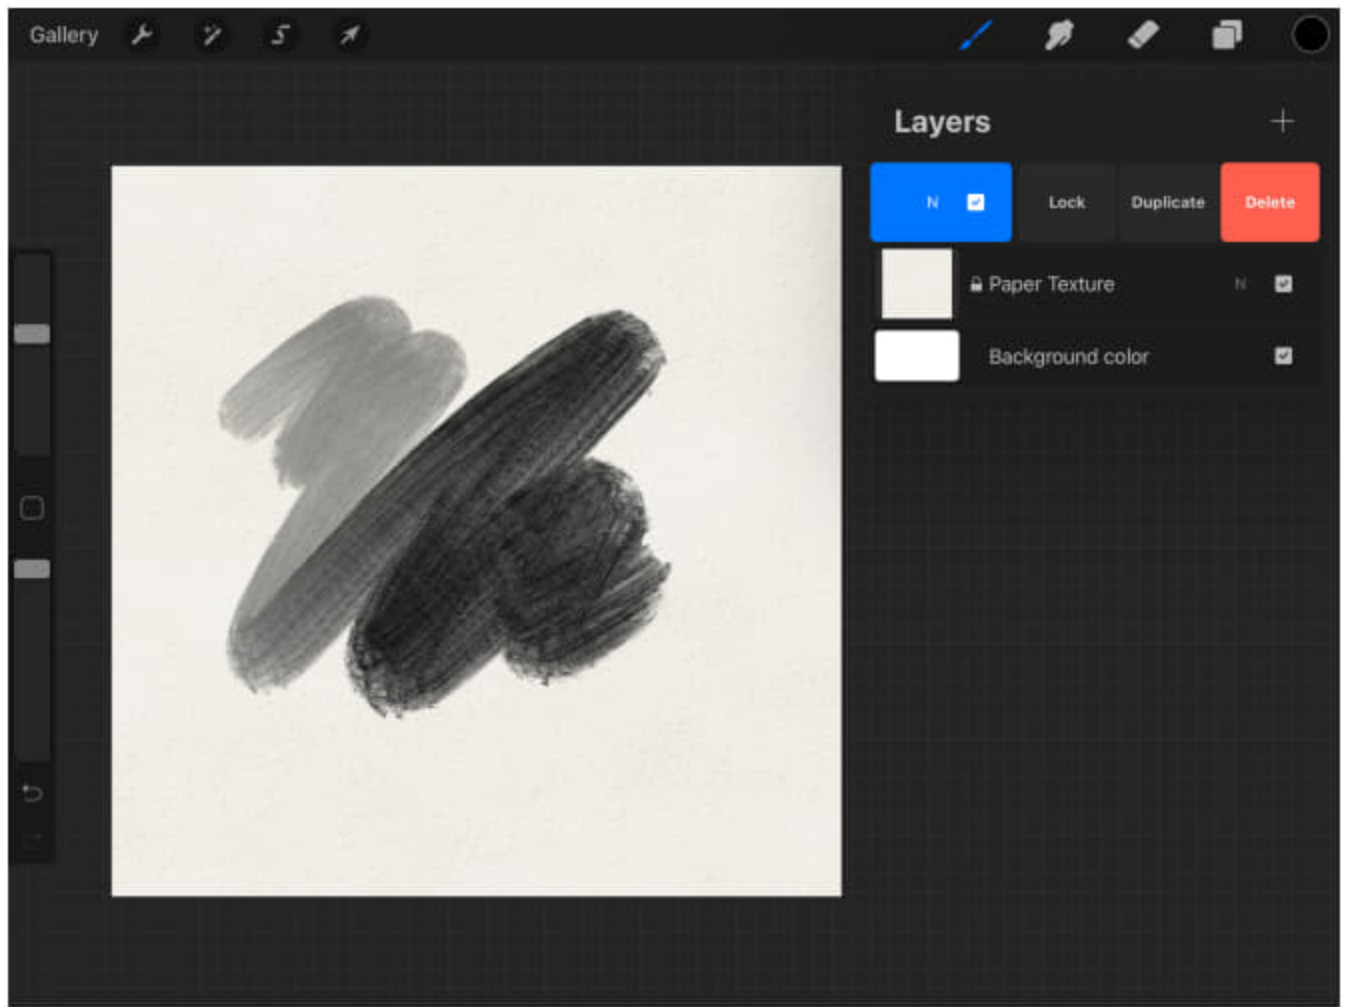 Gallery
Layers
N Lock Duplicate Delete
Paper Texture N
Background color